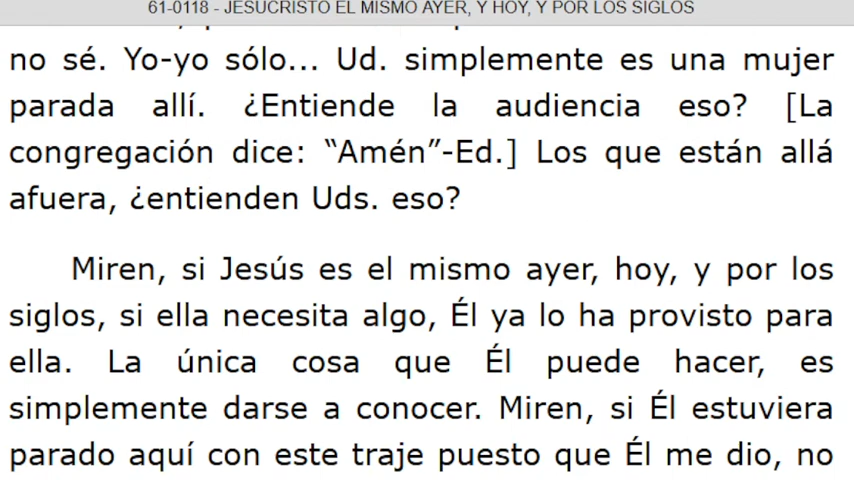 61-0118 - JESUCRISTO EL MISMO AYER, Y HOY, Y POR LOS SIGLOS
no sé. Yo-yo sólo... Ud. simplemente es una mujer
parada allí. ¿Entiende la audiencia eso? [La
congregación dice: “Amén”-Ed.] Los que están allá
afuera, ¿entienden Uds. eso?
Miren, si Jesús es el mismo ayer, hoy, y por los
siglos, si ella necesita algo, Él ya lo ha provisto para
ella. La única cosa que Él puede hacer, es
simplemente darse a conocer. Miren, si Él estuviera
parado aquí con este traje puesto que Él me dio, no